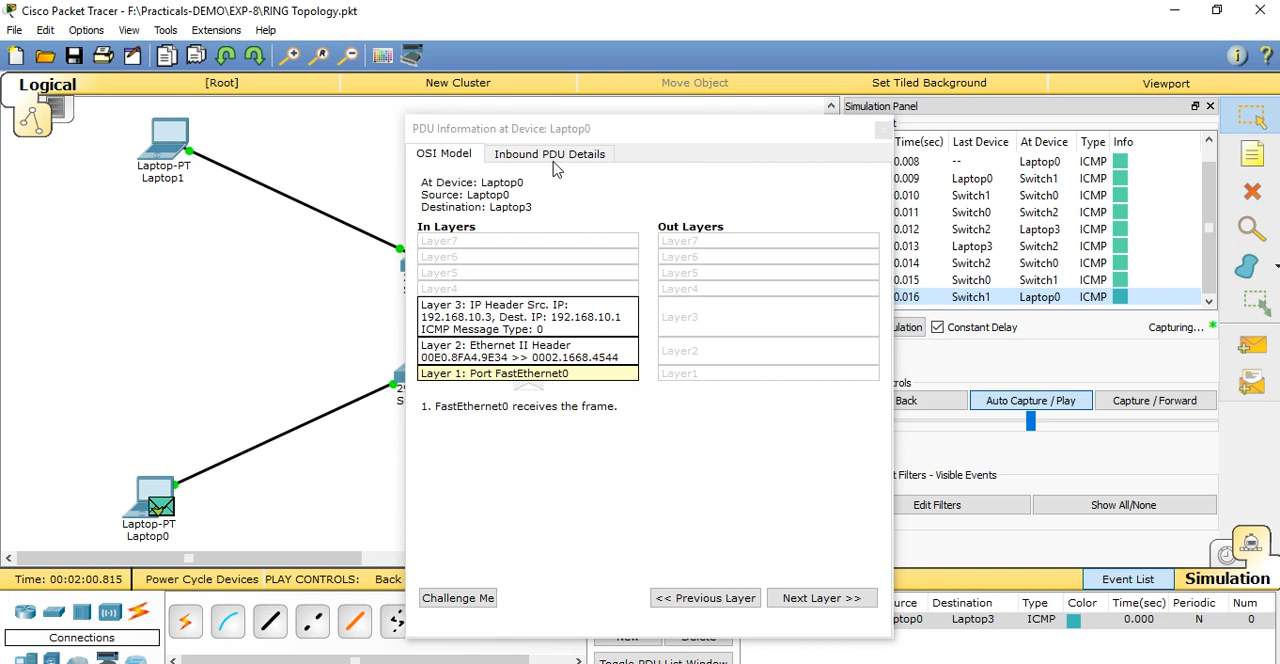 Cisco Packet Tracer - F:\Practicals-DEMO\EXP-8\RING Topology.pkt
File Edit Options View Tools Extensions Help
Logical [Root] New Cluster Move Object Set Tiled Background Viewport
Laptop-PT
Laptop1
Laptop-PT
Laptop0
PDU Information at Device: Laptop0
OSI Model Inbound PDU Details
At Device: Laptop0
Source: Laptop0
Destination: Laptop3
In Layers Out Layers
Layer7 Layer7
Layer6 Layer6
Layer5 Layer5
Layer4 Layer4
Layer 3: IP Header Src. IP:
192.168.10.3, Dest. IP: 192.168.10.1
ICMP Message Type: 0
Layer3
Layer 2: Ethernet II Header
00E0.8FA4.9E34 >> 0002.1668.4544
Layer2
Layer 1: Port FastEthernet0 Layer1
1. FastEthernet0 receives the frame.
Challenge Me << Previous Layer Next Layer >>
Simulation Panel
Time(sec) Last Device At Device Type Info
0.008 -- Laptop0 ICMP
0.009 Laptop0 Switch1 ICMP
0.010 Switch1 Switch0 ICMP
0.011 Switch0 Switch2 ICMP
0.012 Switch2 Laptop3 ICMP
0.013 Laptop3 Switch2 ICMP
0.014 Switch2 Switch0 ICMP
0.015 Switch0 Switch1 ICMP
0.016 Switch1 Laptop0 ICMP
ulation Constant Delay Capturing... *
rols
Back Auto Capture / Play Capture / Forward
t Filters - Visible Events
Edit Filters Show All/None
Time: 00:02:00.815 Power Cycle Devices PLAY CONTROLS: Back
Event List Simulation
Connections
ource Destination Type Color Time(sec) Periodic Num
ptop0 Laptop3 ICMP 0.000 N 0